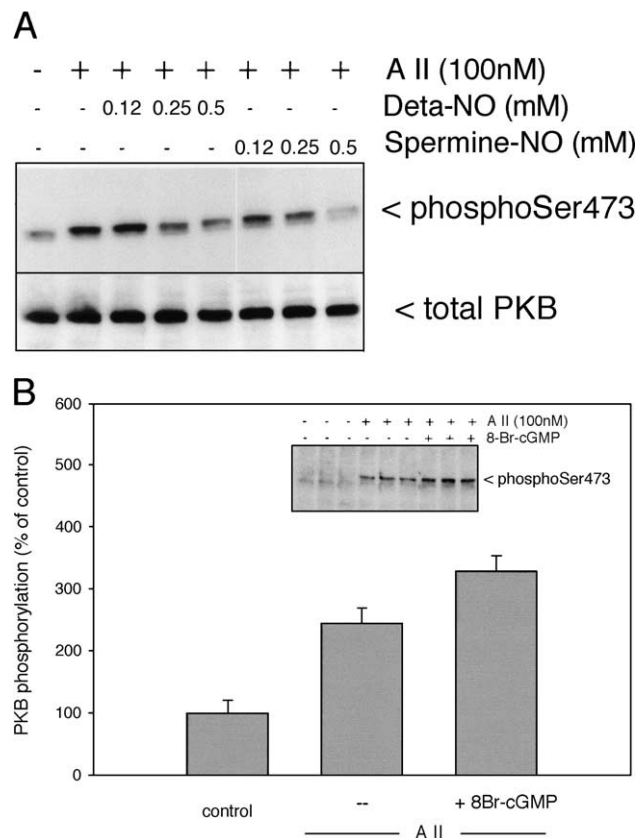 A
- + + + + + + + A II (100nM)
- - 0.12 0.25 0.5 - - - Deta-NO (mM)
- - - - - 0.12 0.25 0.5 Spermine-NO (mM)
< phosphoSer473
< total PKB
B
600
- - - + + + + + + A II (100nM)
- - - - - - + + + 8-Br-cGMP
500
< phosphoSer473
400
300
200
100
0
PKB phosphorylation (% of control)
control -- + 8Br-cGMP
A II